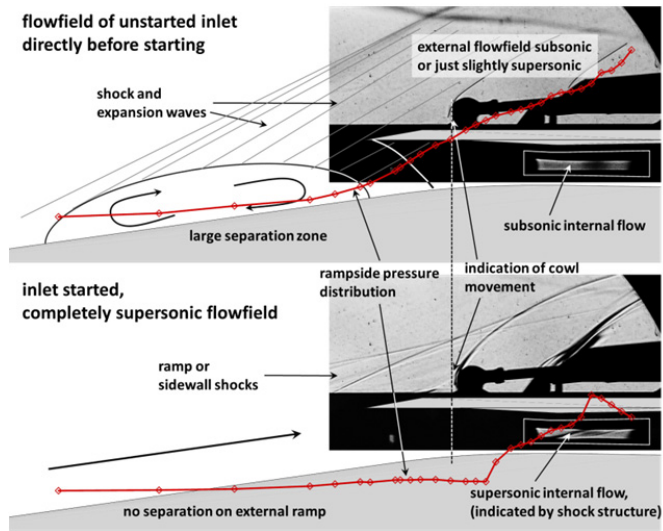 flowfield of unstarted inlet
directly before starting
external flowfield subsonic
or just slightly supersonic
shock and
expansion waves
large separation zone
subsonic internal flow
rampside pressure
distribution
indication of cowl
movement
inlet started,
completely supersonic flowfield
ramp or
sidewall shocks
no separation on external ramp
supersonic internal flow,
(indicated by shock structure)